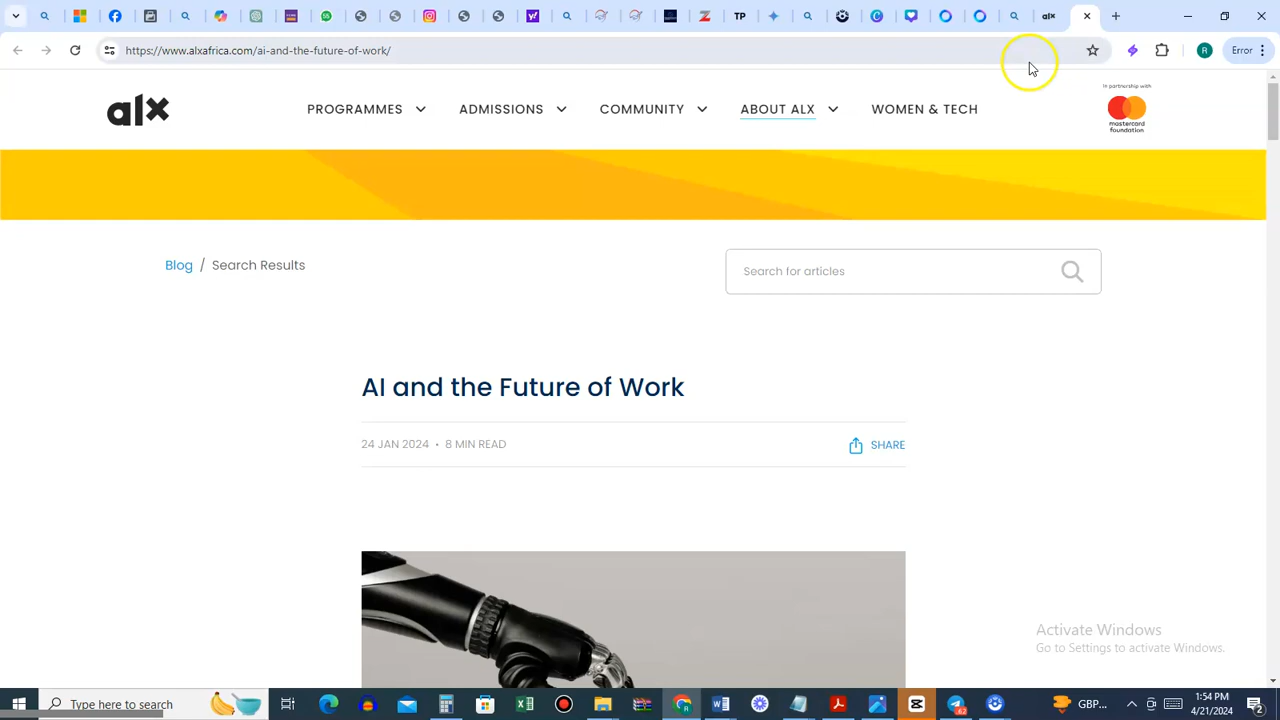 TP
alx
https://www.alxafrica.com/ai-and-the-future-of-work/
R
Error
alx
PROGRAMMES
ADMISSIONS
COMMUNITY
ABOUT ALX
WOMEN & TECH
In partnership with
mastercard
foundation
Blog / Search Results
Search for articles
AI and the Future of Work
24 JAN 2024 • 8 MIN READ
SHARE
Activate Windows
Go to Settings to activate Windows.
Type here to search
GBP...
1:54 PM
4/21/2024
2